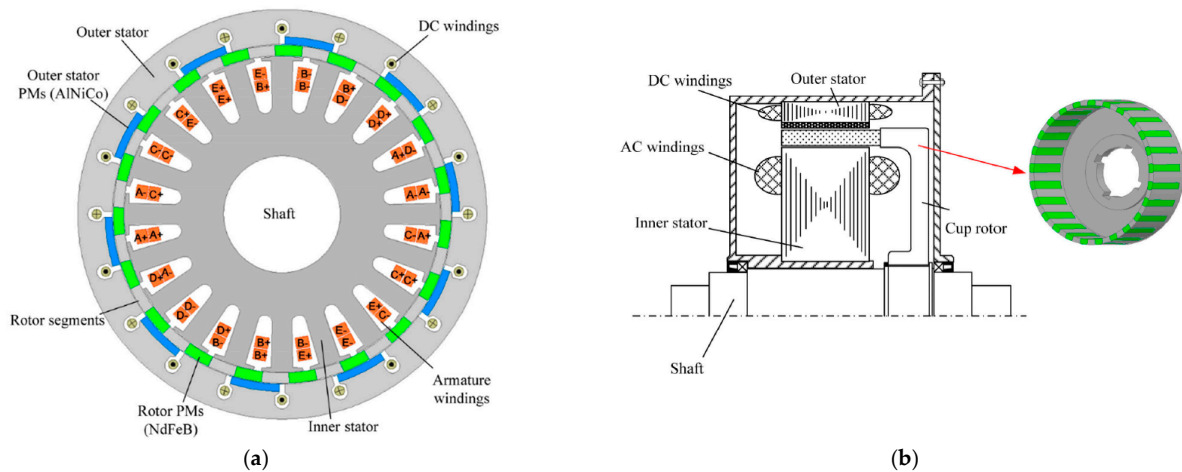 Outer stator
DC windings
Outer stator
PMs (AlNiCo)
E-
B+
B-
B-
E+
E+
B+
D-
C+
E-
D+
D+
C-C-
A+D-
A-C+
A-A-
Shaft
A+A+
C-A+
D+A-
C+C+
D-
D-
E+
C-
D+
B-
E-
E-
B+
B+
B-
E+
Rotor segments
Rotor PMs
(NdFeB)
Inner stator
Armature
windings
(a)
DC windings
Outer stator
AC windings
Inner stator
Cup rotor
Shaft
(b)